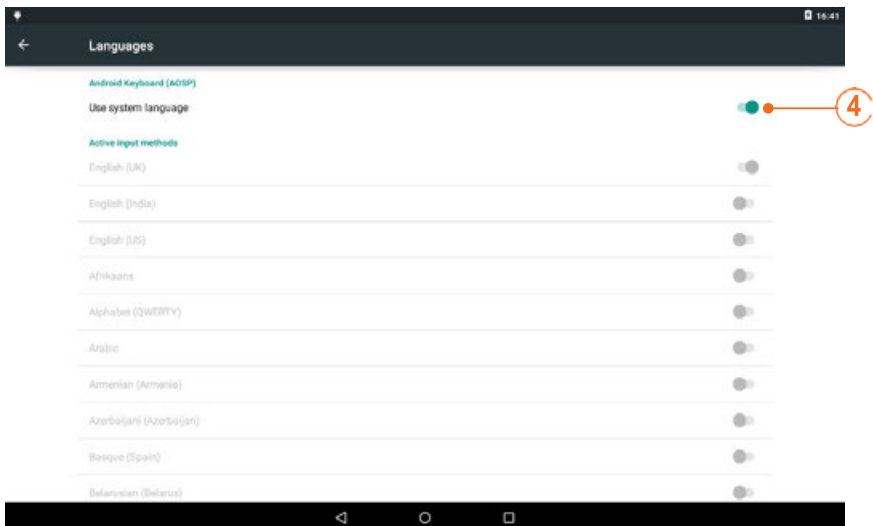 16:41
Languages
Android Keyboard (AOSP)
Use system language
4
Active input methods
English (UK)
English (India)
English (US)
Afrikaans
Alphabet (QWERTY)
Arabic
Armenian (Armenia)
Azerbaijani (Azerbaijan)
Basque (Spain)
Belarusian (Belarus)